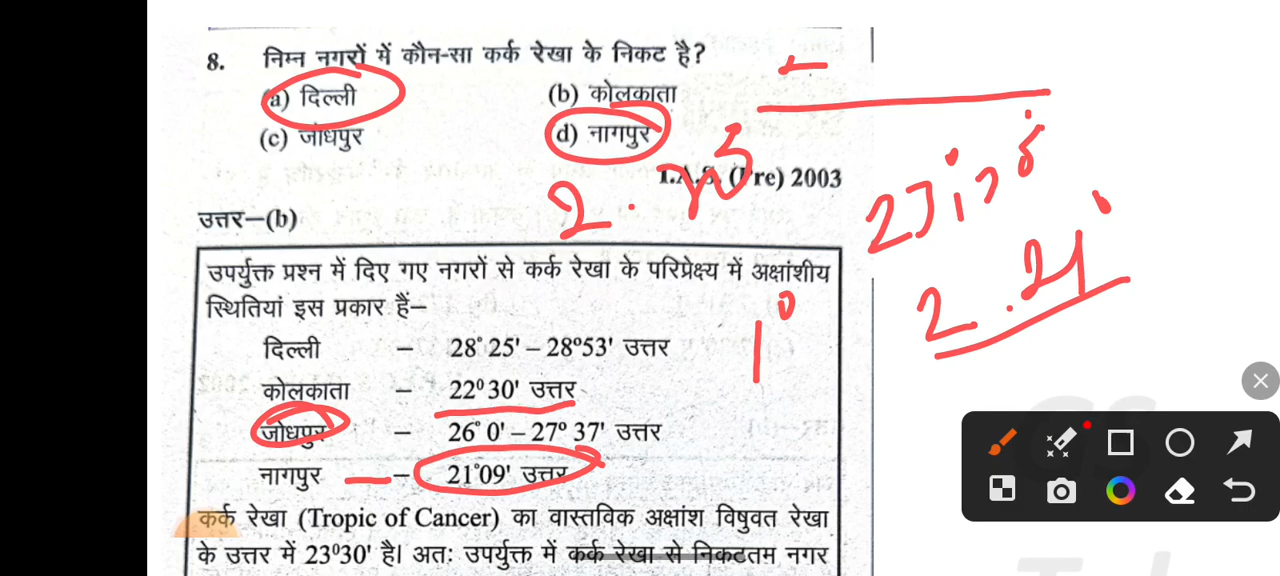 8. निम्न नगरों में कौन-सा कर्क रेखा के निकट है?
(a) दिल्ली (b) कोलकाता
(c) जोधपुर (d) नागपुर
I.A.S. (Pre) 2003
उत्तर–(b)
उपर्युक्त प्रश्न में दिए गए नगरों से कर्क रेखा के परिप्रेक्ष्य में अक्षांशीय
स्थितियां इस प्रकार हैं–
दिल्ली – 28°25' – 28°53' उत्तर
कोलकाता – 22°30' उत्तर
जोधपुर – 26°0' – 27°37' उत्तर
नागपुर – 21°09' उत्तर
1°
कर्क रेखा (Tropic of Cancer) का वास्तविक अक्षांश विषुवत रेखा
के उत्तर में 23°30' है। अतः उपर्युक्त में कर्क रेखा से निकटतम नगर